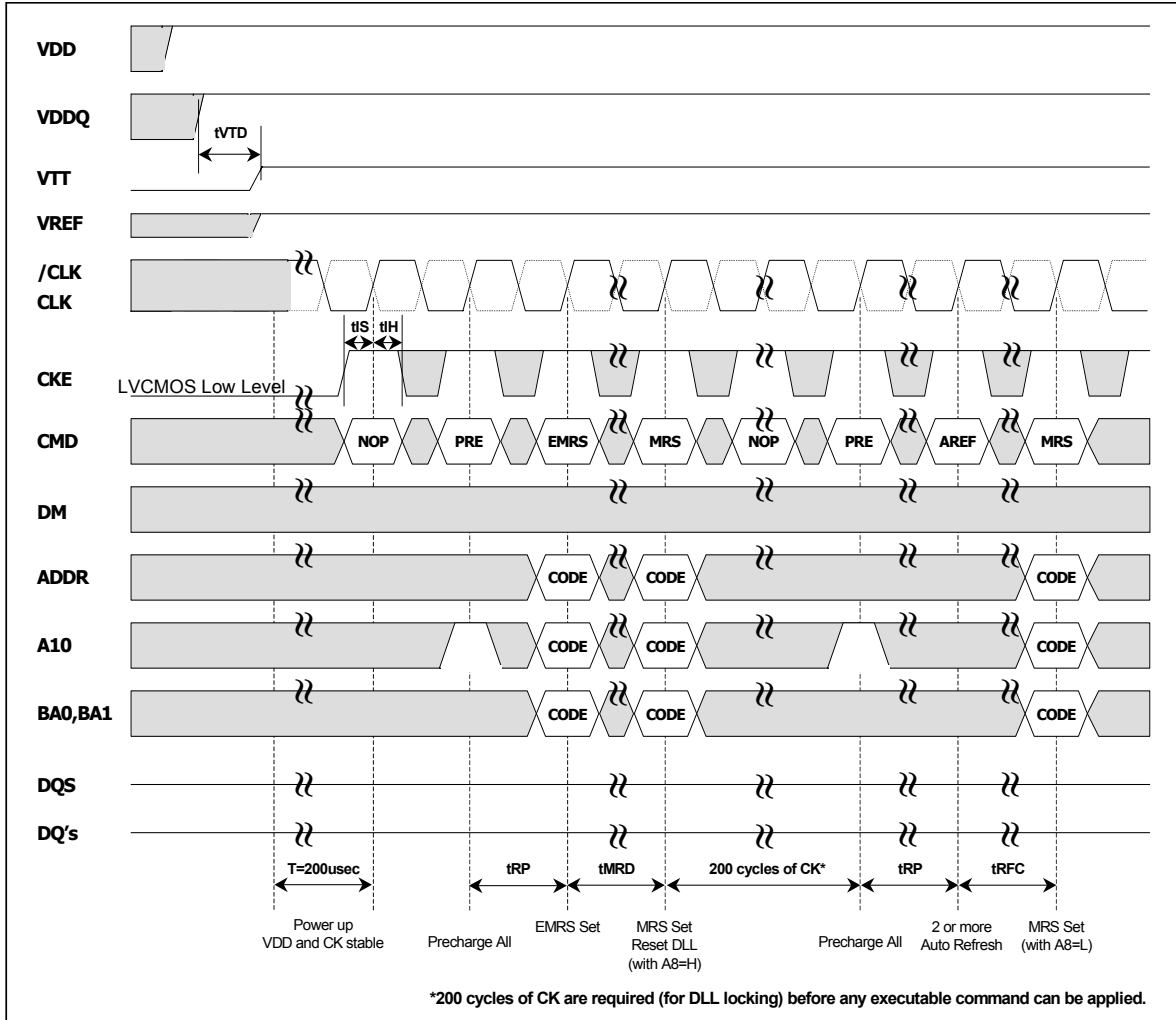 VDD
VDDQ
tVTD
VTT
VREF
/CLK
CLK
tIS tIH
CKE
LVCMOS Low Level
CMD NOP PRE EMRS MRS NOP PRE AREF MRS
DM
ADDR CODE CODE CODE
A10 CODE CODE CODE
BA0,BA1 CODE CODE CODE
DQS
DQ's
T=200usec tRP tMRD 200 cycles of CK* tRP tRFC
Power up
VDD and CK stable
Precharge All
EMRS Set
MRS Set
Reset DLL
(with A8=H)
Precharge All
2 or more
Auto Refresh
MRS Set
(with A8=L)
*200 cycles of CK are required (for DLL locking) before any executable command can be applied.